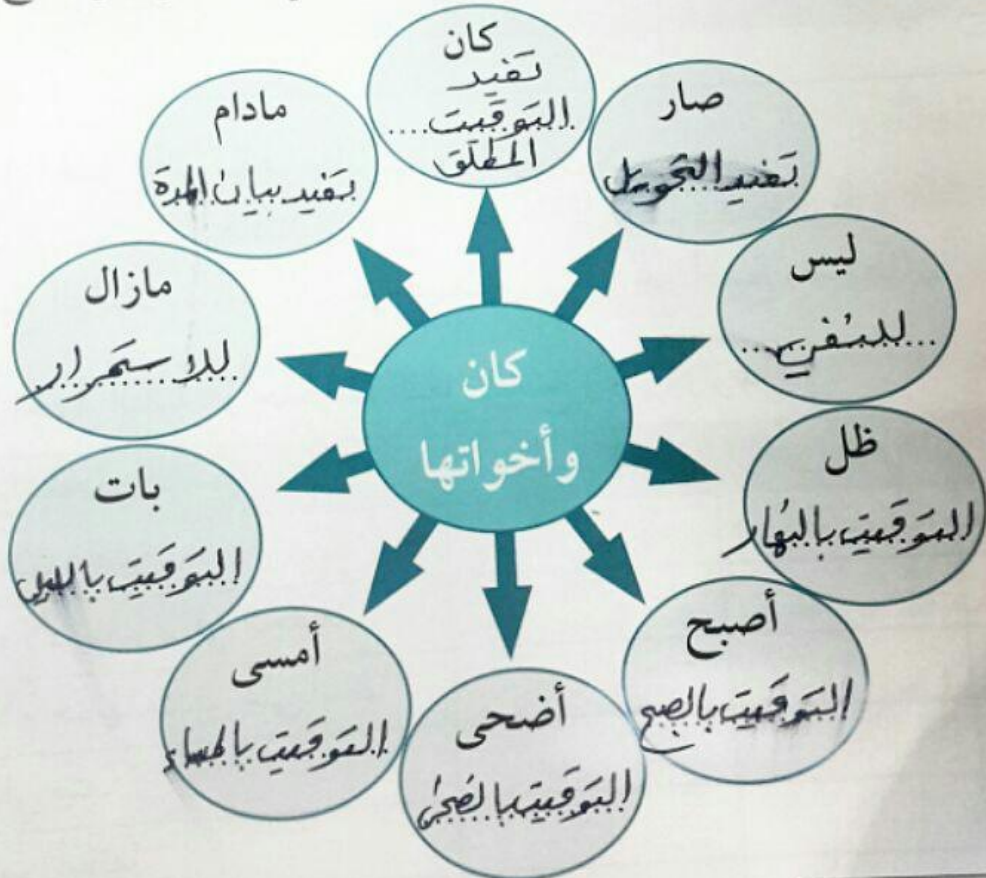 كان
وأخواتها
كان
تفيد
التوقيت....
المطلق
صار
تفيد التحويل
ليس
..للنفي..
ظل
التوقيت بالنهار
أصبح
التوقيت بالصبح
أضحى
التوقيت بالضحى
أمسى
التوقيت بالمساء
بات
التوقيت بالليل
مازال
للاستمرار
مادام
تفيد بيان المدة